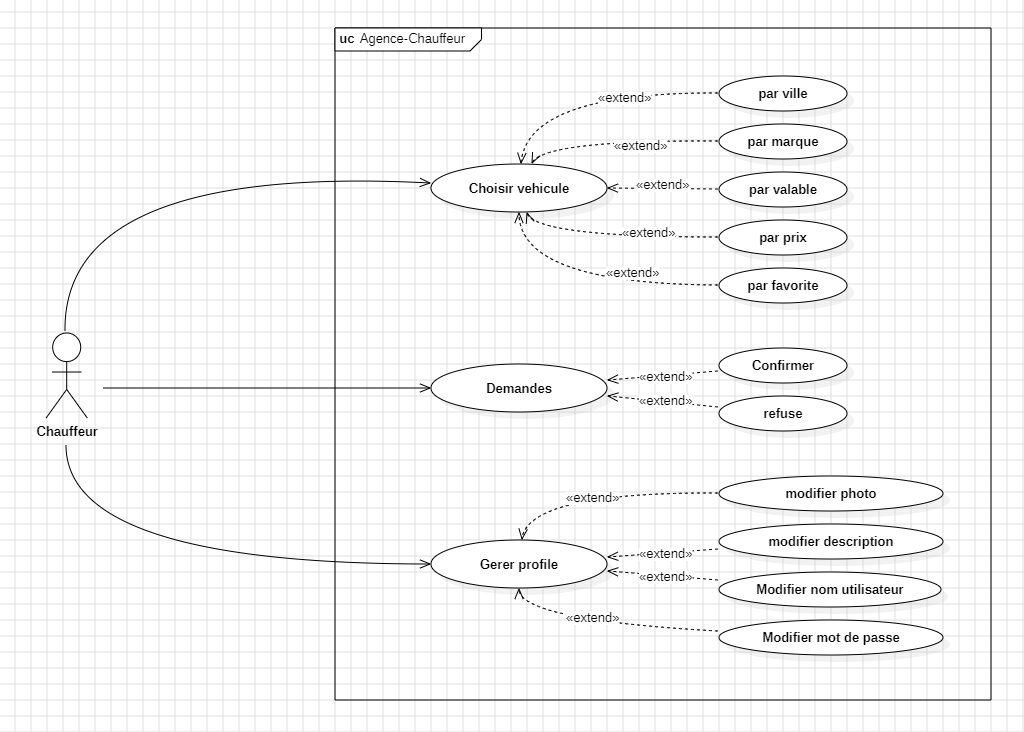 uc Agence-Chauffeur
«extend»
par ville
«extend»
par marque
Choisir vehicule
«extend»
par valable
«extend»
par prix
«extend»
par favorite
Chauffeur
Demandes
«extend»
Confirmer
«extend»
refuse
«extend»
modifier photo
«extend»
modifier description
Gerer profile
«extend»
Modifier nom utilisateur
«extend»
Modifier mot de passe